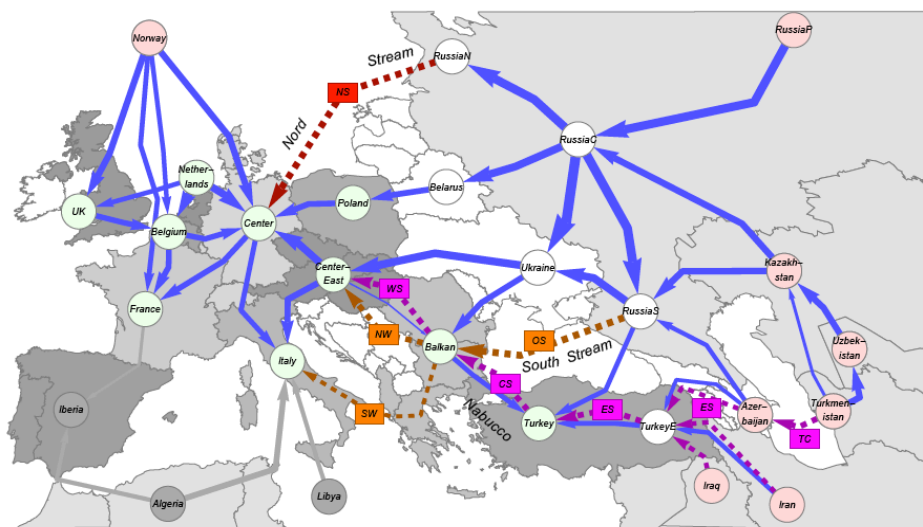 Norway
RussiaP
Stream
RussiaN
NS
Nord
RussiaC
Nether-
lands
Belarus
Poland
UK
Center
Belgium
Ukraine
Center-
East
Kazakh-
stan
WS
France
RussiaS
NW
OS
Balkan
Uzbek-
istan
South Stream
Italy
CS
Iberia
SW
Nabucco
ES
ES
Azer-
baijan
Turkmen-
istan
Turkey
TurkeyE
TC
Iraq
Libya
Algeria
Iran